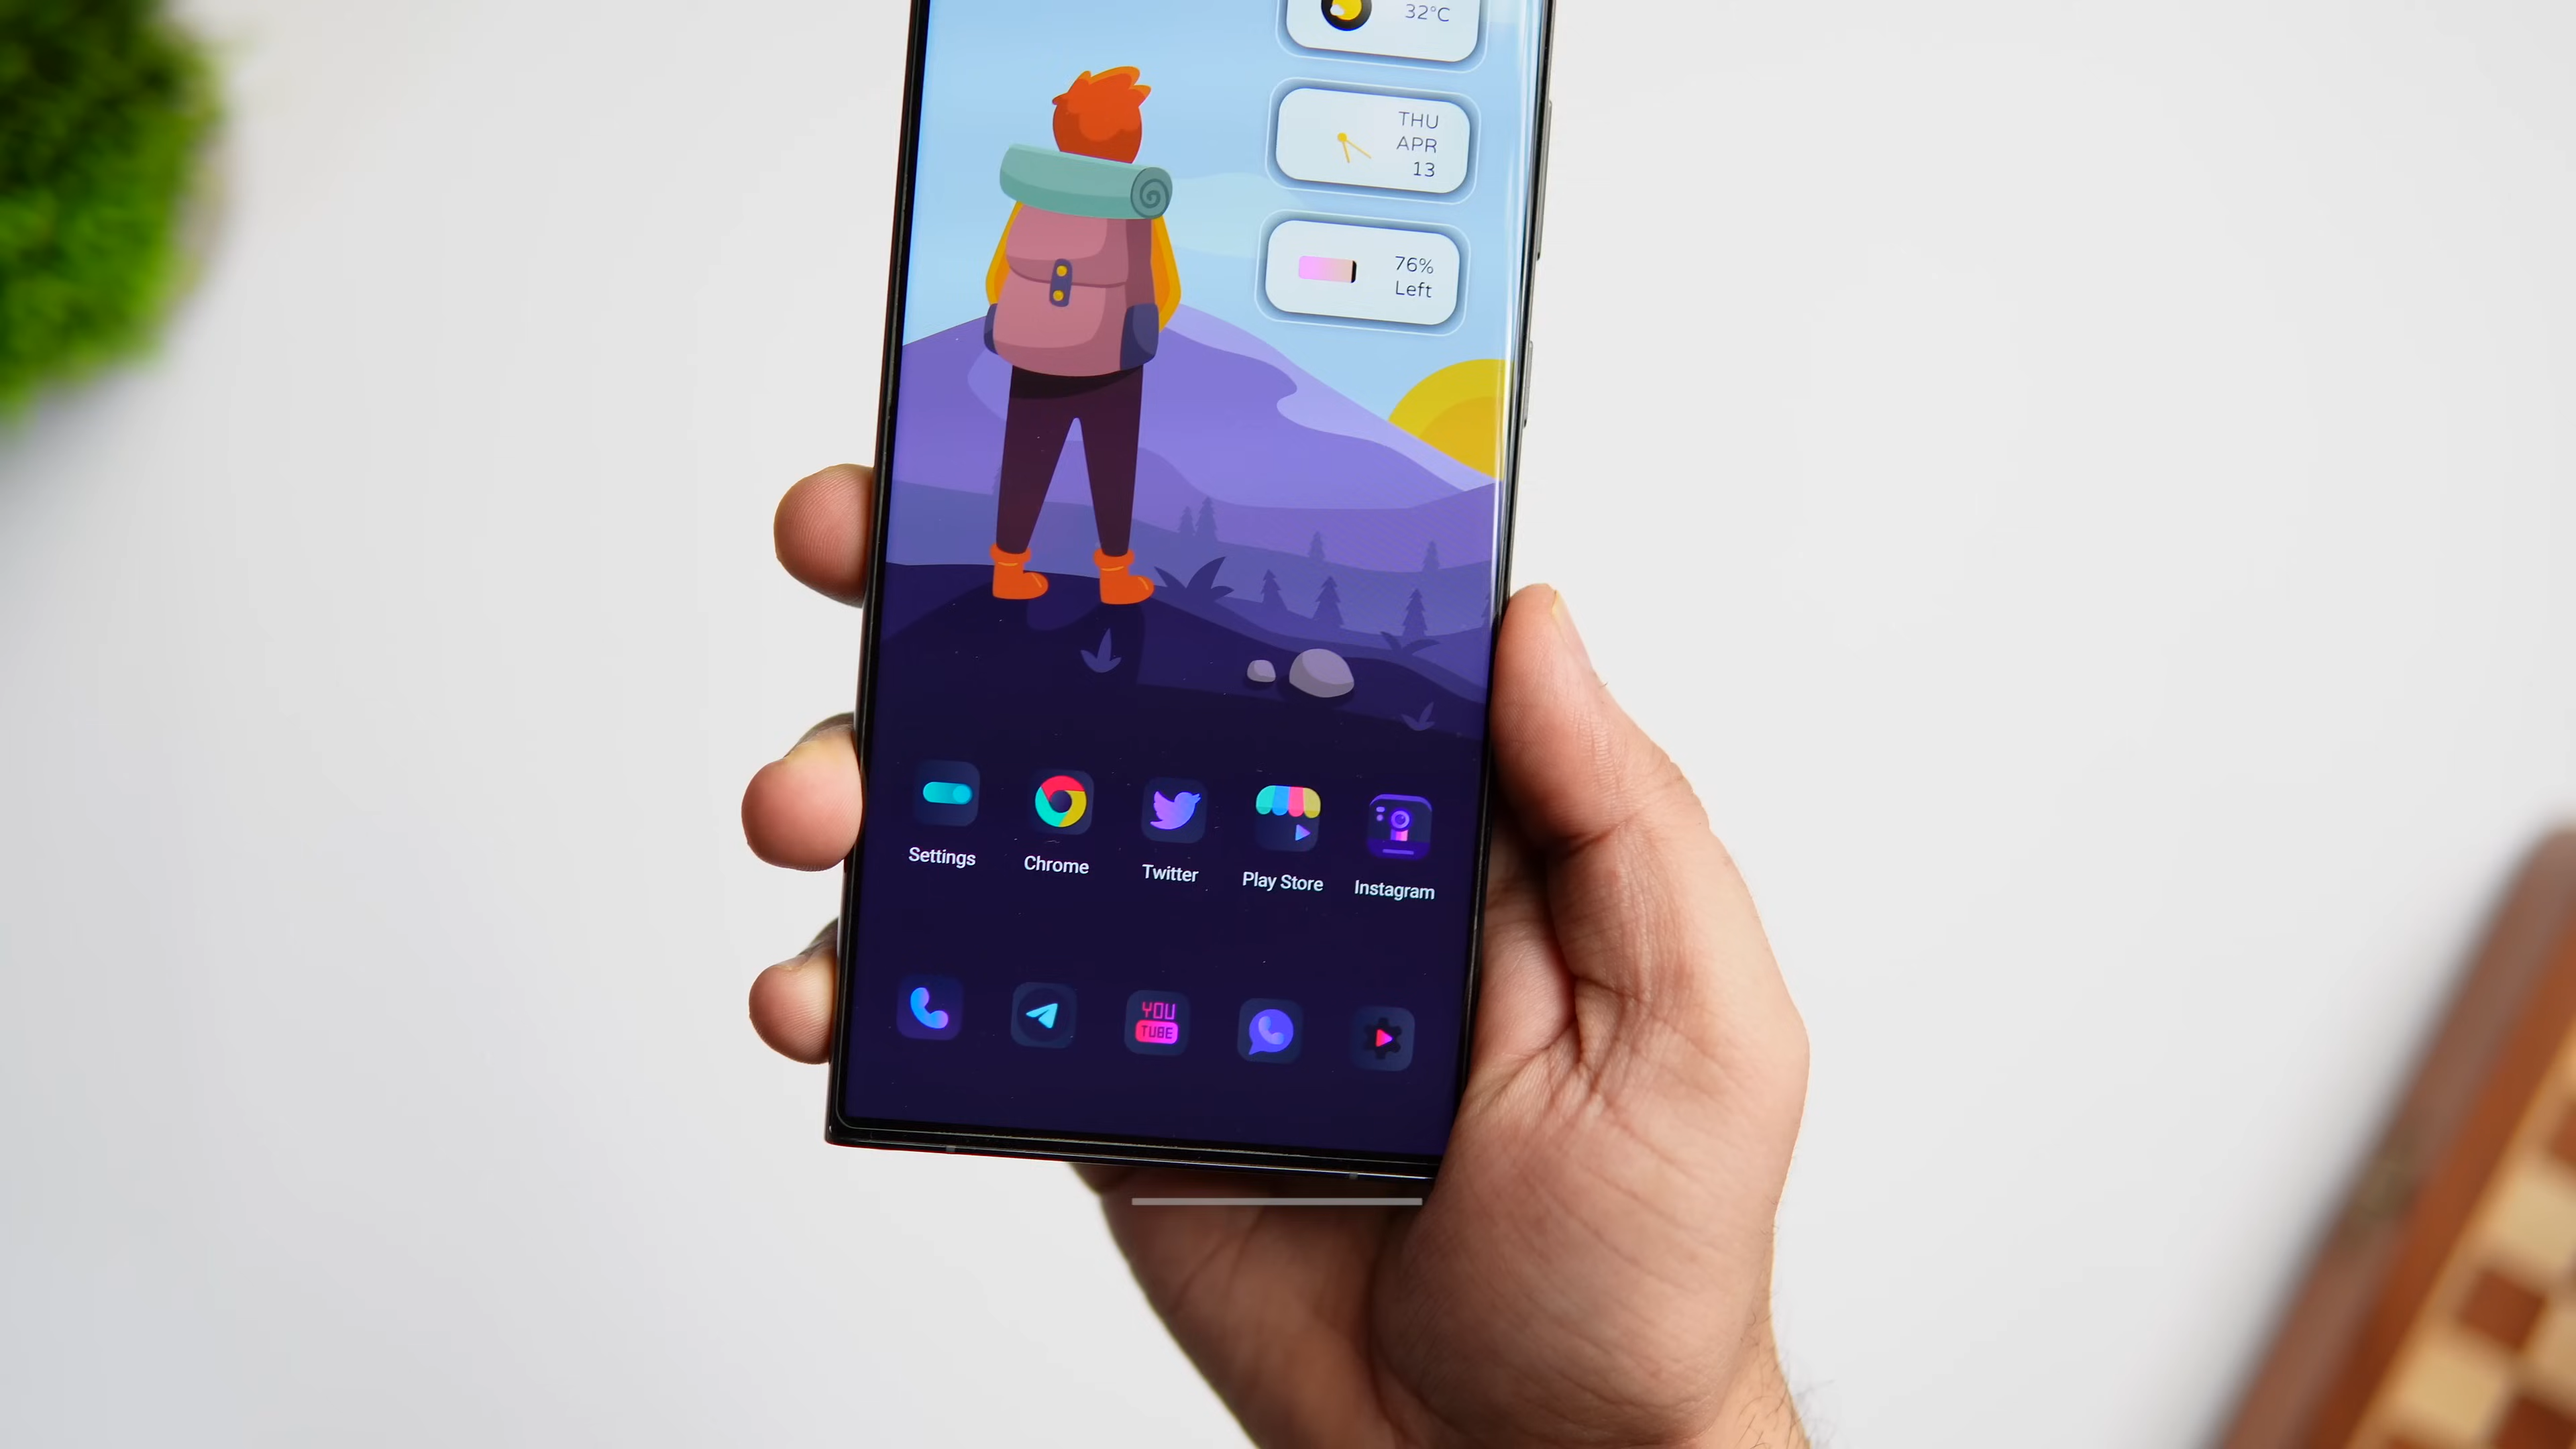 32°C
THU
APR
13
76%
Left
Settings
Chrome
Twitter
Play Store
Instagram
YOU
TUBE